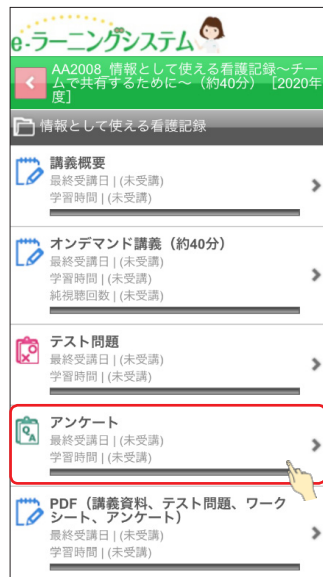 e-ラーニングシステム
AA2008_情報として使える看護記録～チー
ムで共有するために～（約40分）［2020年
度］
情報として使える看護記録
講義概要
最終受講日 | (未受講)
学習時間 | (未受講)
オンデマンド講義（約40分）
最終受講日 | (未受講)
学習時間 | (未受講)
純視聴回数 | (未受講)
テスト問題
最終受講日 | (未受講)
学習時間 | (未受講)
アンケート
最終受講日 | (未受講)
学習時間 | (未受講)
PDF（講義資料、テスト問題、ワーク
シート、アンケート）
最終受講日 | (未受講)
学習時間 | (未受講)